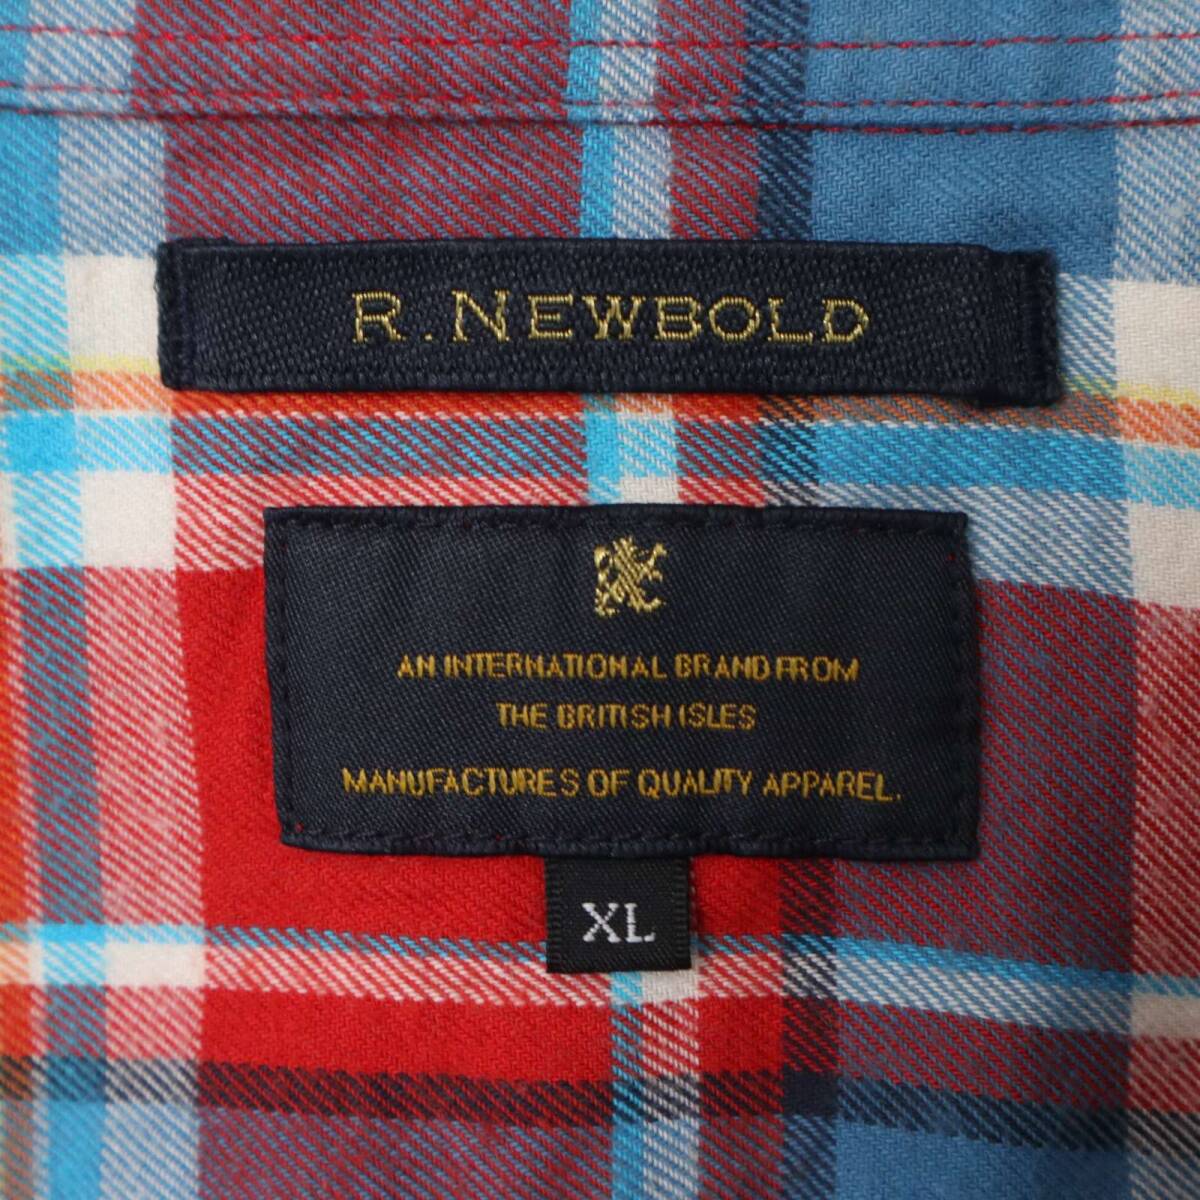 R. NEWBOLD
AN INTERNATIONAL BRAND FROM
THE BRITISH ISLES
MANUFACTURES OF QUALITY APPAREL.
XL